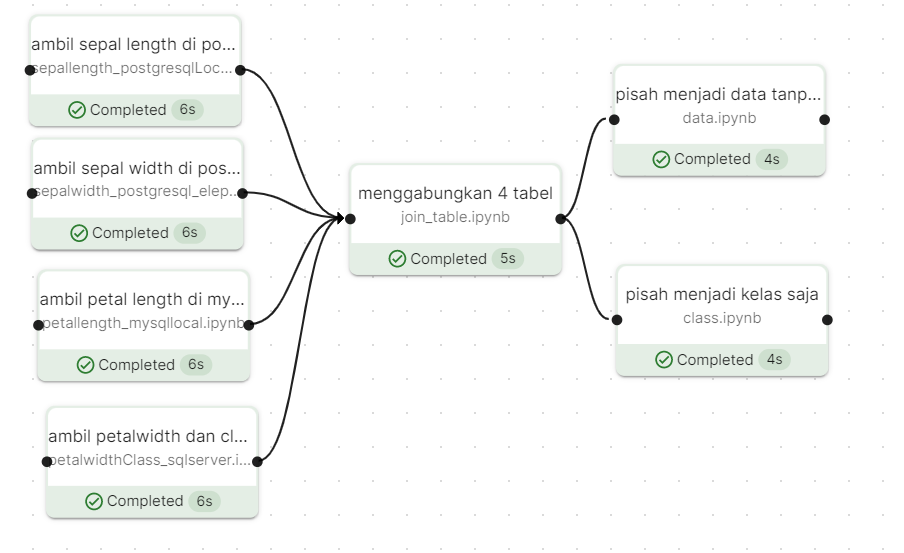 ambil sepal length di po...
sepallength_postgresqlLoc...
Completed 6s
ambil sepal width di pos...
sepalwidth_postgresql_elep...
Completed 6s
ambil petal length di my...
petallength_mysqllocal.ipynb
Completed 6s
ambil petalwidth dan cl...
petalwidthClass_sqlserver.i...
Completed 6s
menggabungkan 4 tabel
join_table.ipynb
Completed 5s
pisah menjadi data tanp...
data.ipynb
Completed 4s
pisah menjadi kelas saja
class.ipynb
Completed 4s